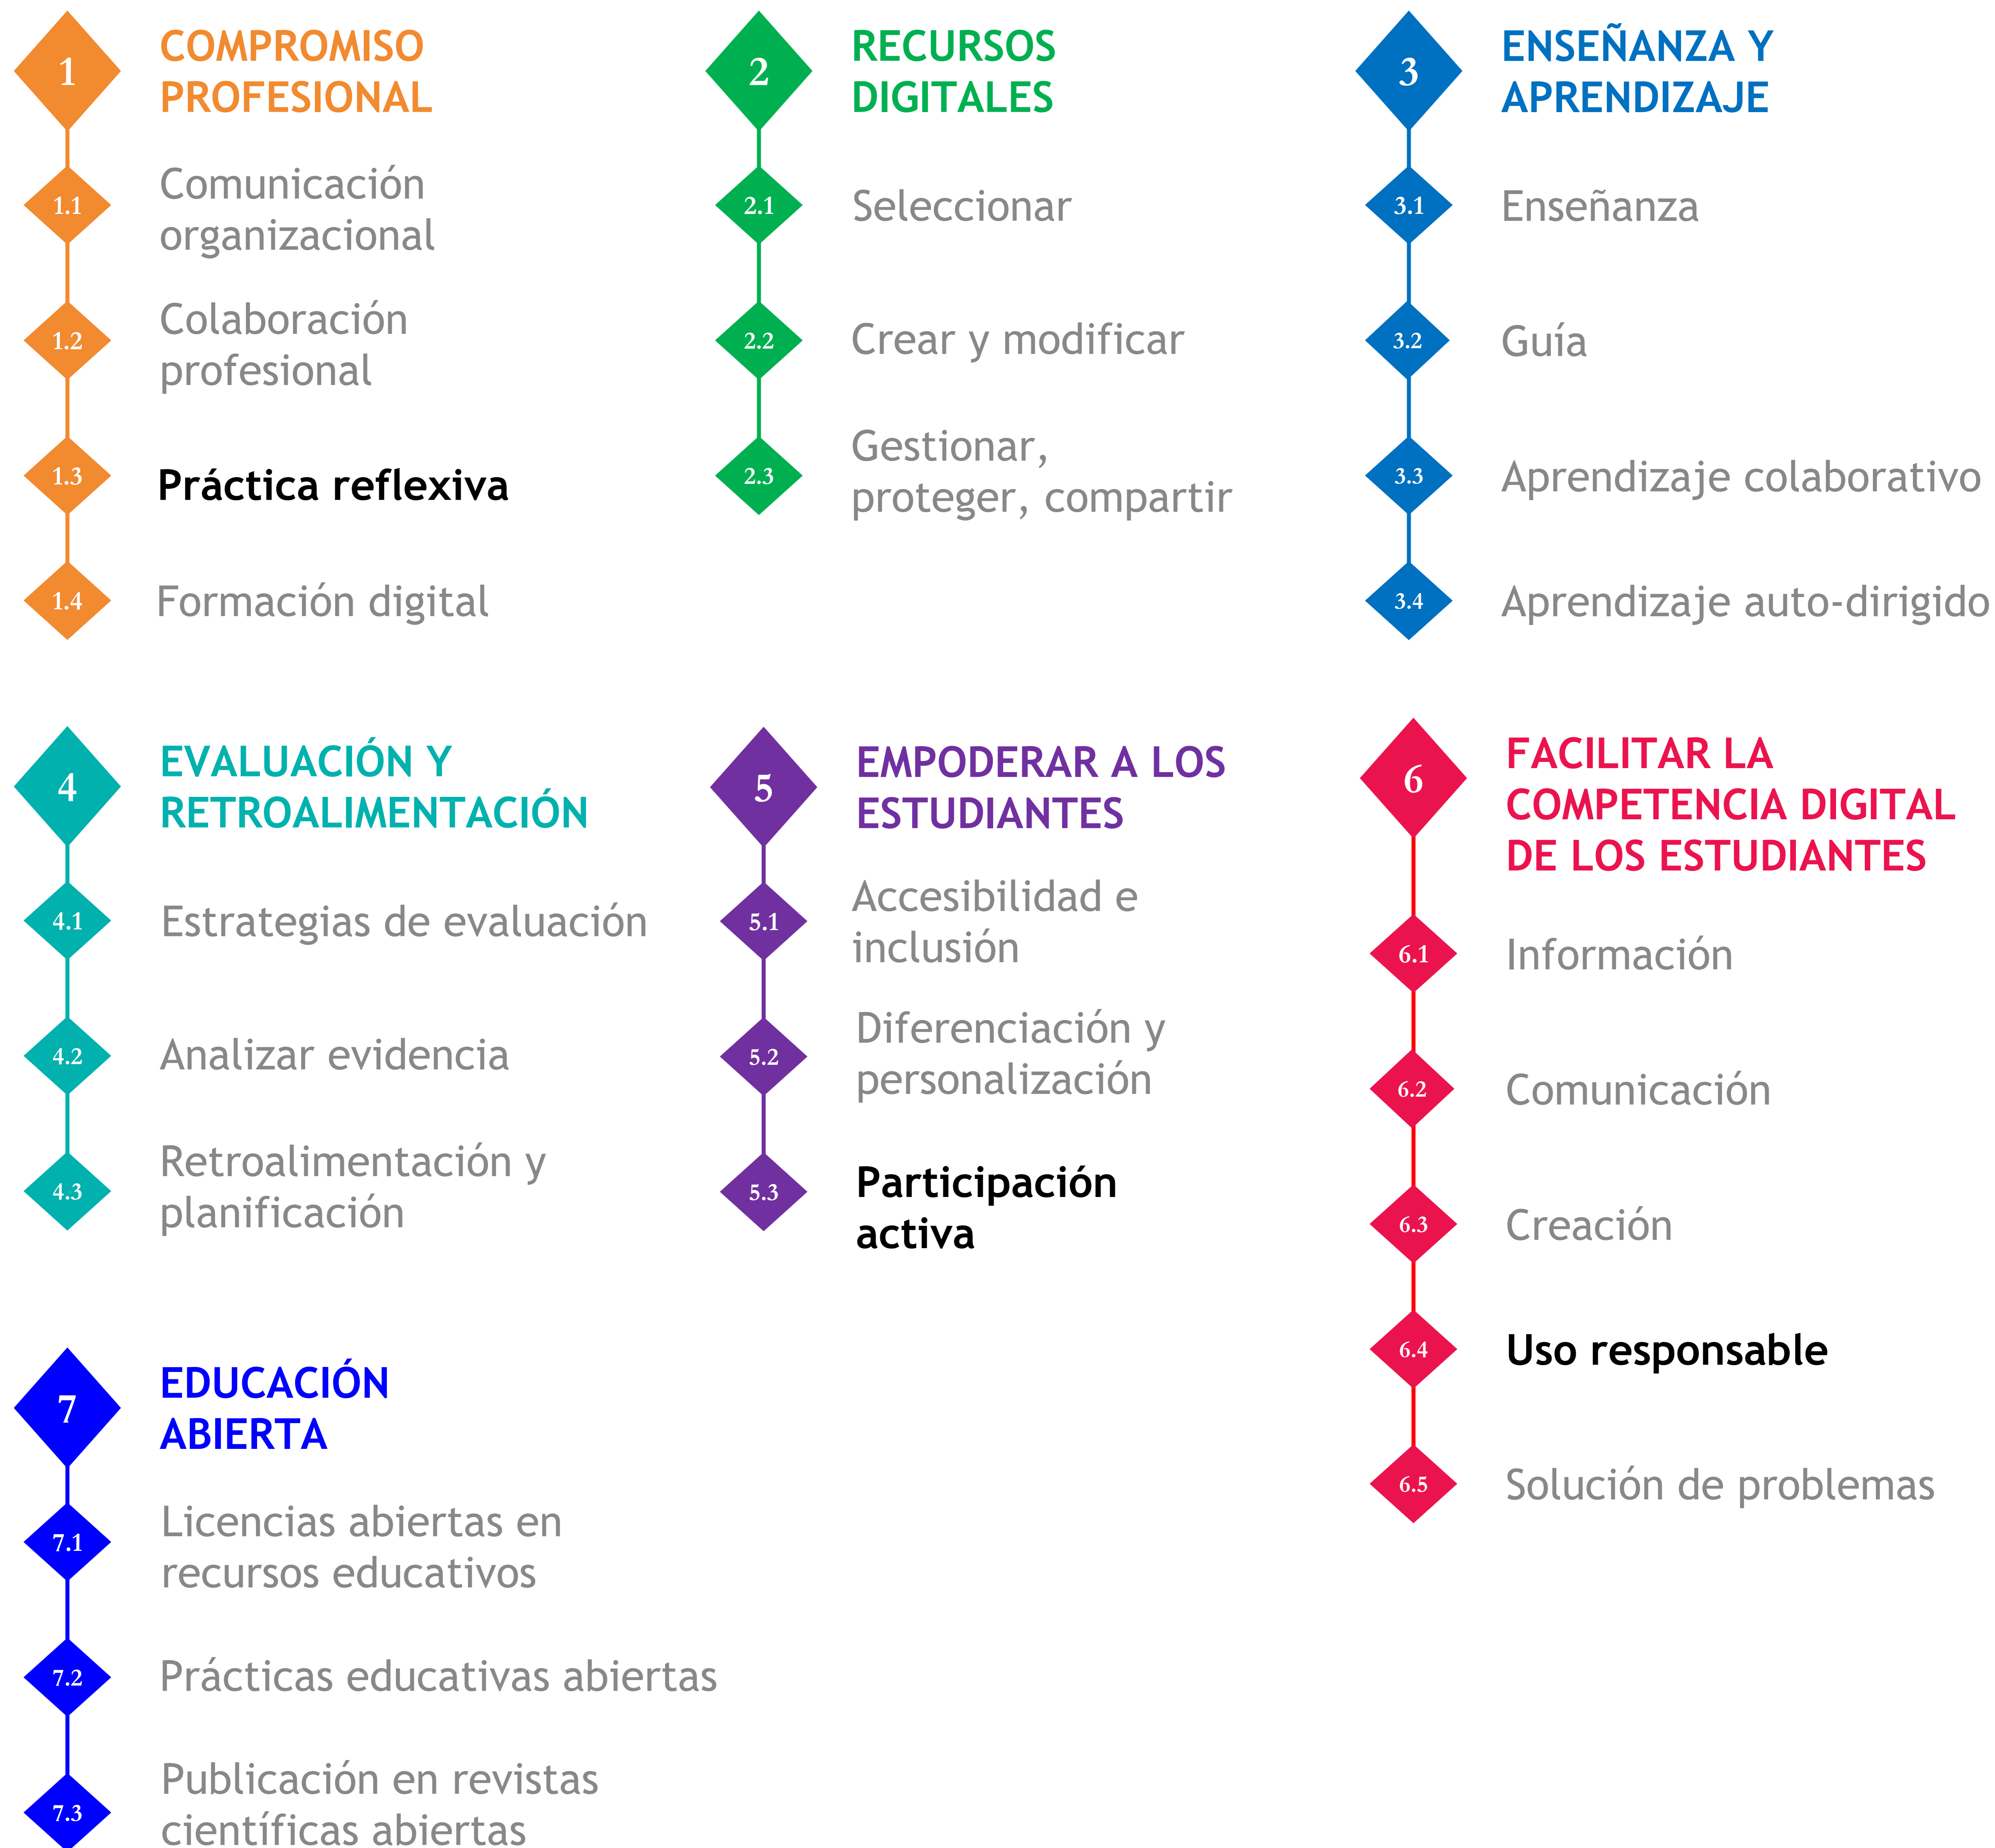 1
COMPROMISO
PROFESIONAL
1.1
Comunicación
organizacional
1.2
Colaboración
profesional
1.3
Práctica reflexiva
1.4
Formación digital
2
RECURSOS
DIGITALES
2.1
Seleccionar
2.2
Crear y modificar
2.3
Gestionar,
proteger, compartir
3
ENSEÑANZA Y
APRENDIZAJE
3.1
Enseñanza
3.2
Guía
3.3
Aprendizaje colaborativo
3.4
Aprendizaje auto-dirigido
4
EVALUACIÓN Y
RETROALIMENTACIÓN
4.1
Estrategias de evaluación
4.2
Analizar evidencia
4.3
Retroalimentación y
planificación
5
EMPODERAR A LOS
ESTUDIANTES
5.1
Accesibilidad e
inclusión
5.2
Diferenciación y
personalización
5.3
Participación
activa
6
FACILITAR LA
COMPETENCIA DIGITAL
DE LOS ESTUDIANTES
6.1
Información
6.2
Comunicación
6.3
Creación
6.4
Uso responsable
6.5
Solución de problemas
7
EDUCACIÓN
ABIERTA
7.1
Licencias abiertas en
recursos educativos
7.2
Prácticas educativas abiertas
7.3
Publicación en revistas
científicas abiertas